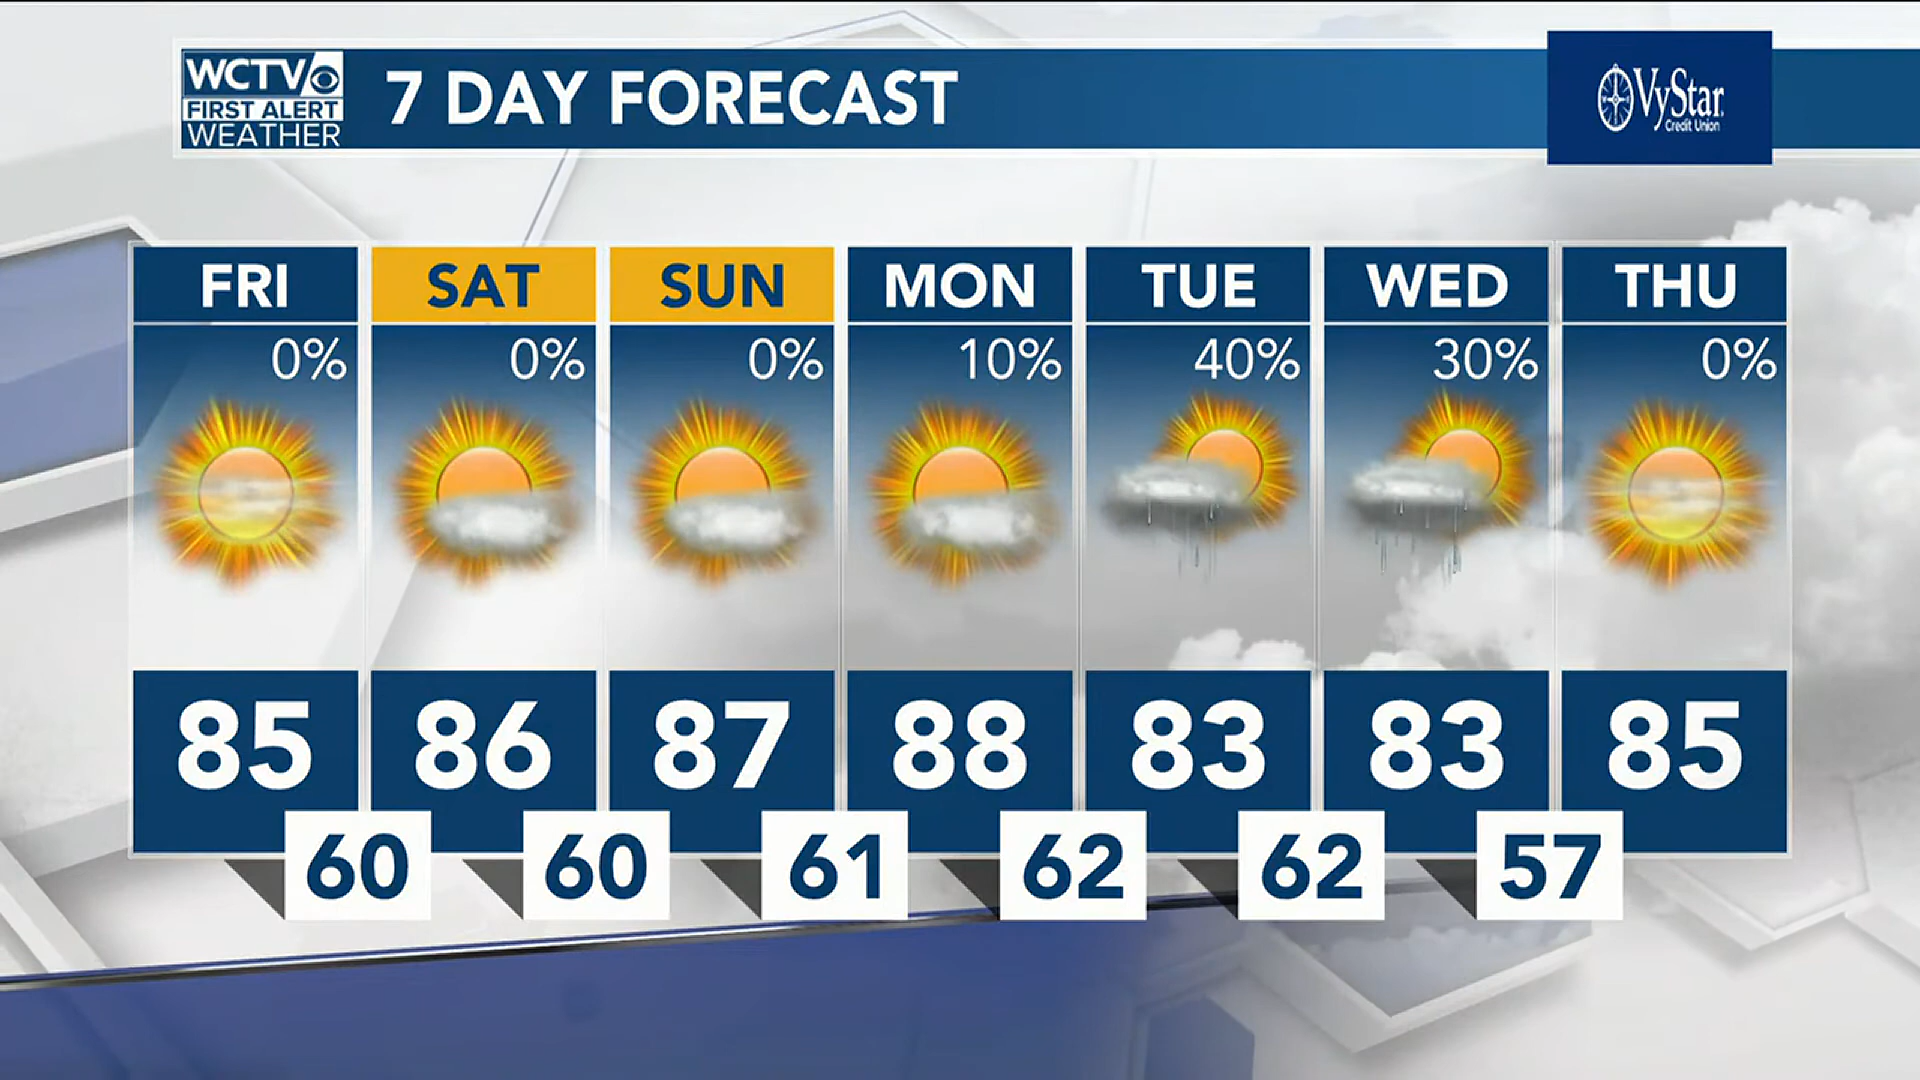 WCTV
FIRST ALERT
WEATHER
7 DAY FORECAST
VyStar
Credit Union
FRI SAT SUN MON TUE WED THU
0% 0% 0% 10% 40% 30% 0%
85 86 87 88 83 83 85
60 60 61 62 62 57